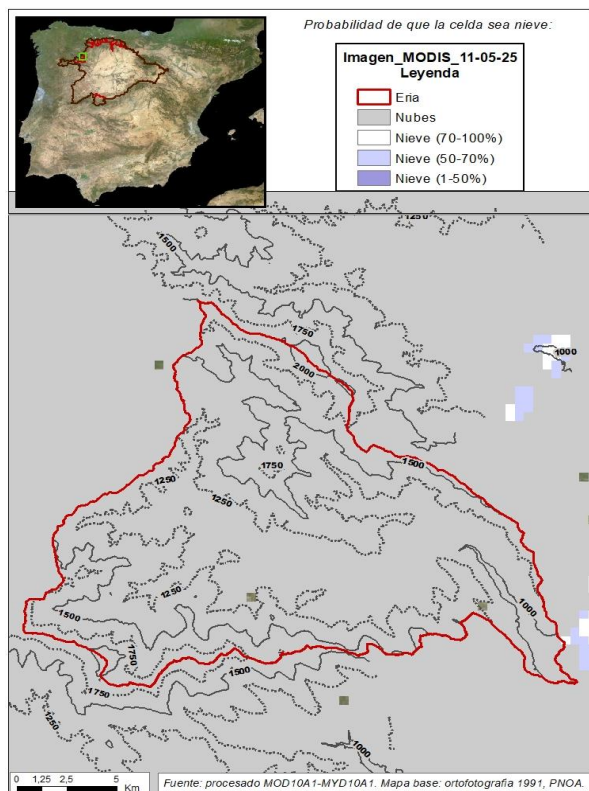 Probabilidad de que la celda sea nieve:
Imagen_MODIS_11-05-25
Leyenda
Eria
Nubes
Nieve (70-100%)
Nieve (50-70%)
Nieve (1-50%)
1250
1500
1750
1000
2000
1500
1750
1250
1250
1250
1000
1500
1750
1500
1750
1250
1000
0 1,25 2,5 5
Km
Fuente: procesado MOD10A1-MYD10A1. Mapa base: ortofotografia 1991, PNOA.